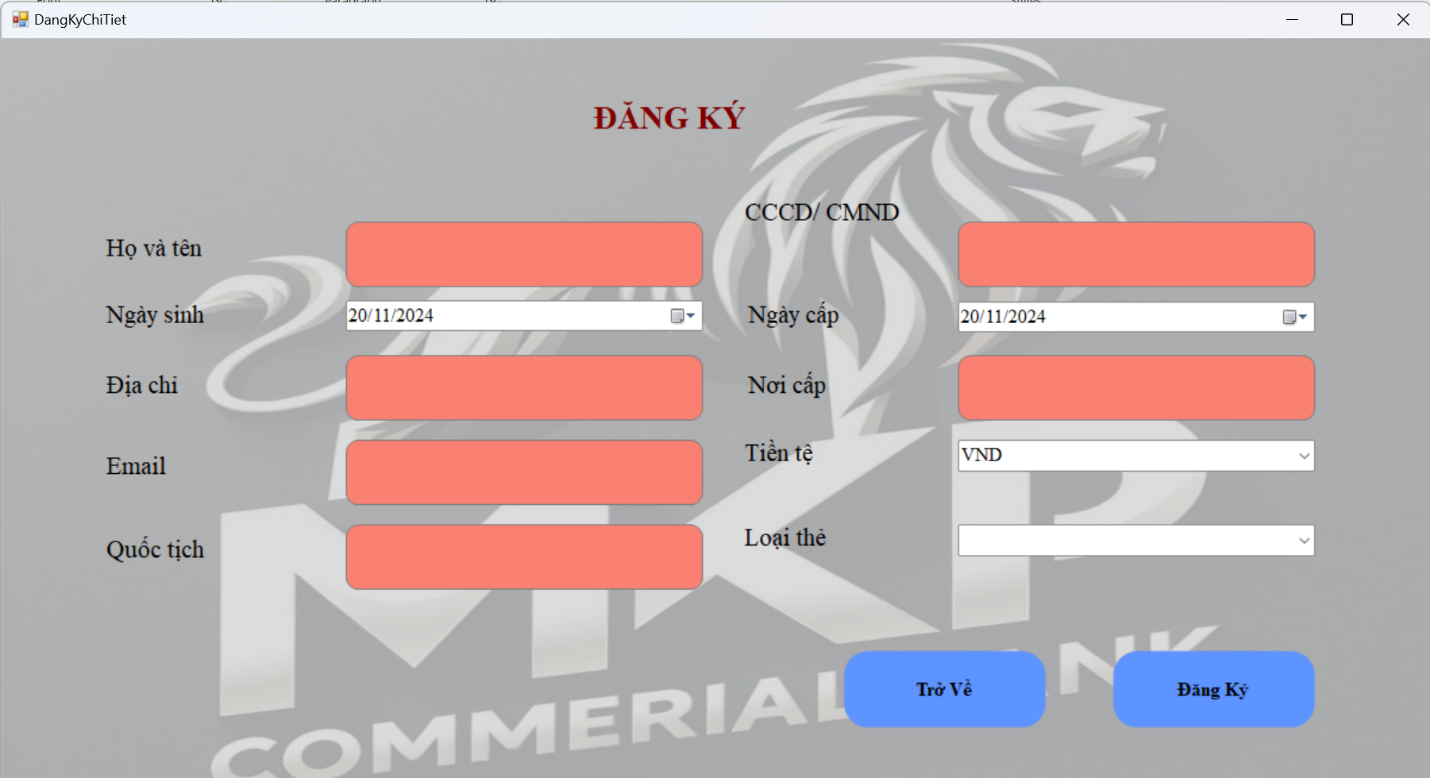 DangKyChiTiet
ĐĂNG KÝ
CCCD/ CMND
Họ và tên
Ngày sinh
20/11/2024
Ngày cấp
20/11/2024
Địa chỉ
Nơi cấp
Email
Tiền tệ
VND
Quốc tịch
Loại thẻ
MKP
COMMERIAL
NK
Trở Về
Đăng Ký